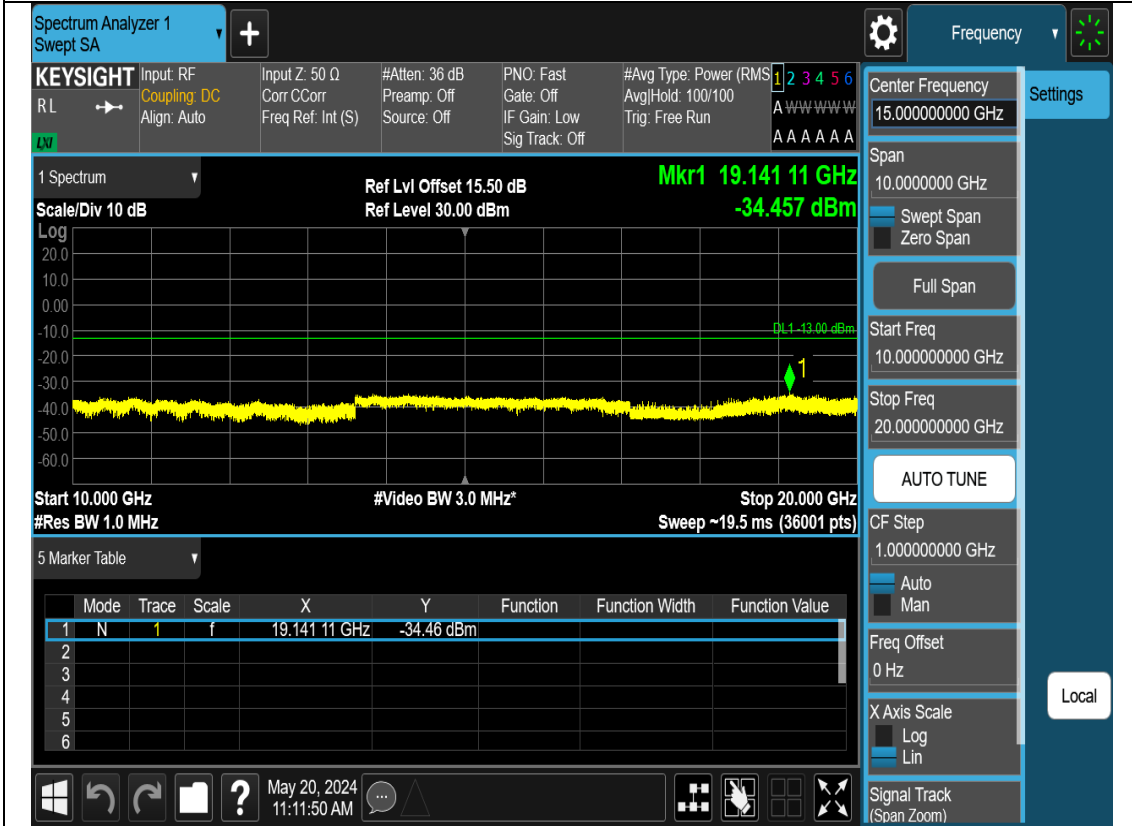 Spectrum Analyzer 1
Swept SA
Frequency
KEYSIGHT
R L
LXI
Input: RF
Coupling: DC
Align: Auto
Input Z: 50 Ω
Corr CCorr
Freq Ref: Int (S)
#Atten: 36 dB
Preamp: Off
Source: Off
PNO: Fast
Gate: Off
IF Gain: Low
Sig Track: Off
#Avg Type: Power (RMS
Avg|Hold: 100/100
Trig: Free Run
1 2 3 4 5 6
A W W W W W
A A A A A A
1 Spectrum
Scale/Div 10 dB
Ref Lvl Offset 15.50 dB
Ref Level 30.00 dBm
Mkr1 19.141 11 GHz
-34.457 dBm
Log
20.0
10.0
0.00
-10.0
-20.0
-30.0
-40.0
-50.0
-60.0
DL1 -13.00 dBm
1
Start 10.000 GHz
#Video BW 3.0 MHz*
Stop 20.000 GHz
#Res BW 1.0 MHz
Sweep ~19.5 ms (36001 pts)
5 Marker Table
Mode Trace Scale X Y Function Function Width Function Value
1 N 1 f 19.141 11 GHz -34.46 dBm
2
3
4
5
6
May 20, 2024
11:11:50 AM
Center Frequency
15.000000000 GHz
Settings
Span
10.0000000 GHz
Swept Span
Zero Span
Full Span
Start Freq
10.000000000 GHz
Stop Freq
20.000000000 GHz
AUTO TUNE
CF Step
1.000000000 GHz
Auto
Man
Freq Offset
0 Hz
Local
X Axis Scale
Log
Lin
Signal Track
(Span Zoom)